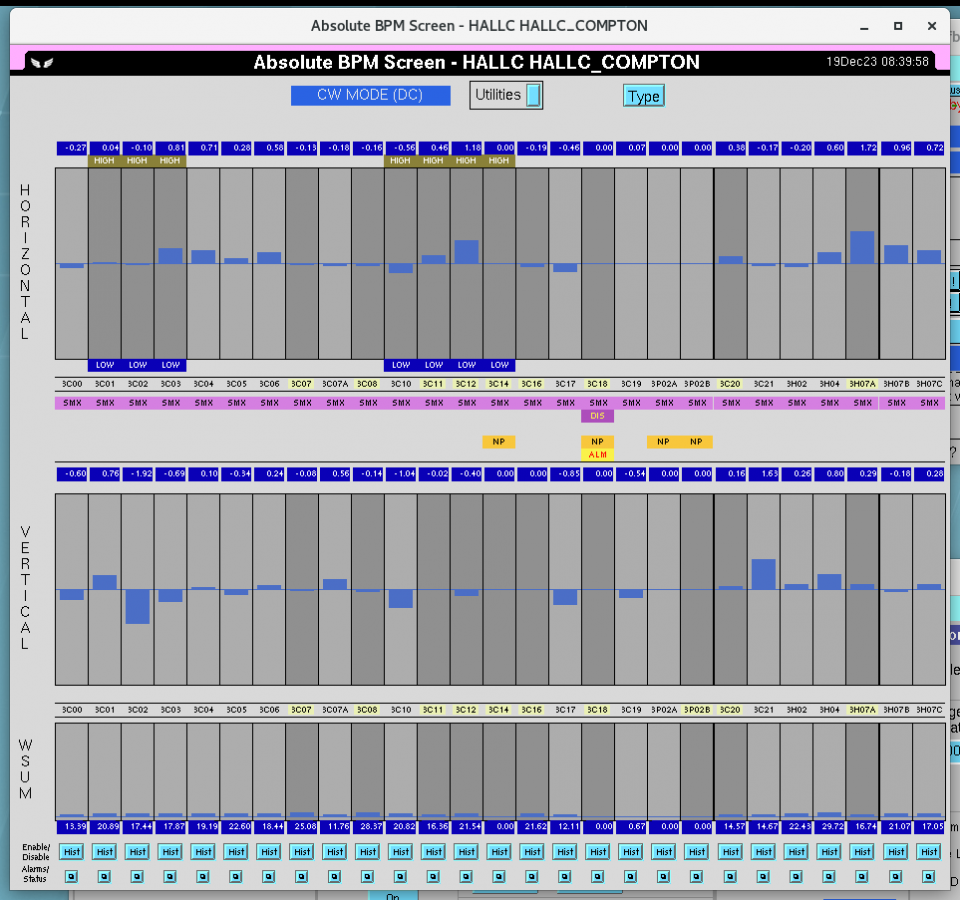 Absolute BPM Screen - HALLC HALLC_COMPTON
Absolute BPM Screen - HALLC HALLC_COMPTON
19Dec23 08:39:58
CW MODE (DC)
Utilities
Type
-0.27 0.04 -0.10 0.81 0.71 0.28 0.58 -0.13 -0.18 -0.16 -0.56 0.46 1.18 0.00 -0.19 -0.46 0.00 0.07 0.00 0.00 0.38 -0.17 -0.20 0.60 1.72 0.96 0.72
HIGH HIGH HIGH HIGH HIGH HIGH HIGH
HORIZONTAL
LOW LOW LOW LOW LOW LOW LOW
3C00 3C01 3C02 3C03 3C04 3C05 3C06 3C07 3C07A 3C08 3C10 3C11 3C12 3C14 3C16 3C17 3C18 3C19 3P02A 3P02B 3C20 3C21 3H02 3H04 3H07A 3H07B 3H07C
SMX SMX SMX SMX SMX SMX SMX SMX SMX SMX SMX SMX SMX SMX SMX SMX SMX SMX SMX SMX SMX SMX SMX SMX SMX SMX SMX
DIS
NP NP NP NP
ALM
-0.60 0.76 -1.92 -0.69 0.10 -0.34 0.24 -0.08 0.56 -0.14 -1.04 -0.02 -0.40 0.00 0.00 -0.85 0.00 -0.54 0.00 0.00 0.16 1.63 0.26 0.80 0.29 -0.18 0.28
VERTICAL
3C00 3C01 3C02 3C03 3C04 3C05 3C06 3C07 3C07A 3C08 3C10 3C11 3C12 3C14 3C16 3C17 3C18 3C19 3P02A 3P02B 3C20 3C21 3H02 3H04 3H07A 3H07B 3H07C
WSUM
13.39 20.89 17.44 17.87 19.19 22.60 18.44 25.08 11.76 28.37 20.82 16.36 21.54 0.00 21.62 12.11 0.00 0.67 0.00 0.00 14.57 14.67 22.43 29.72 16.74 21.07 17.05
Enable/
Disable
Hist Hist Hist Hist Hist Hist Hist Hist Hist Hist Hist Hist Hist Hist Hist Hist Hist Hist Hist Hist Hist Hist Hist Hist Hist Hist Hist
Alarms/
Status